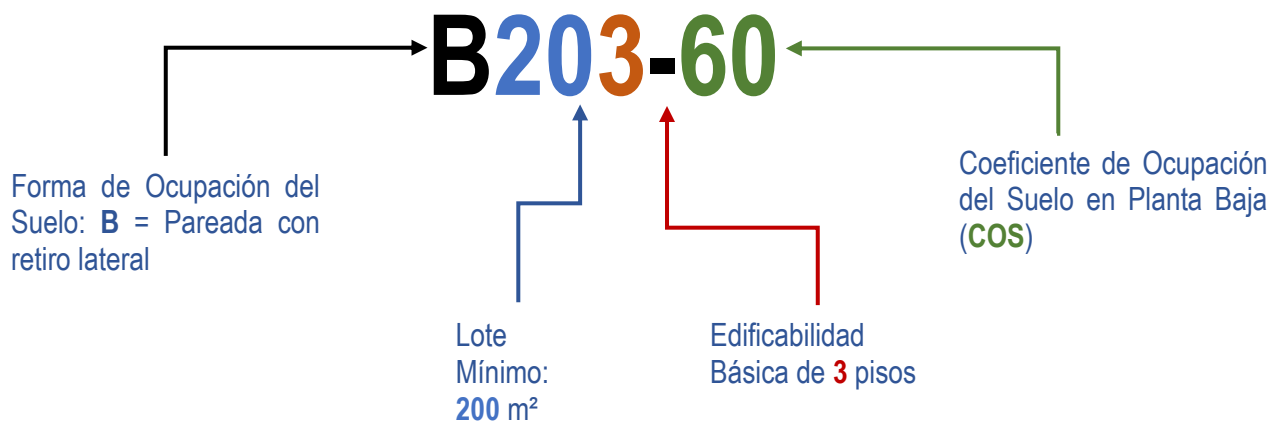 B203-60
Forma de Ocupación del
Suelo: B = Pareada con
retiro lateral
Lote
Mínimo:
200 m²
Edificabilidad
Básica de 3 pisos
Coeficiente de Ocupación
del Suelo en Planta Baja
(COS)